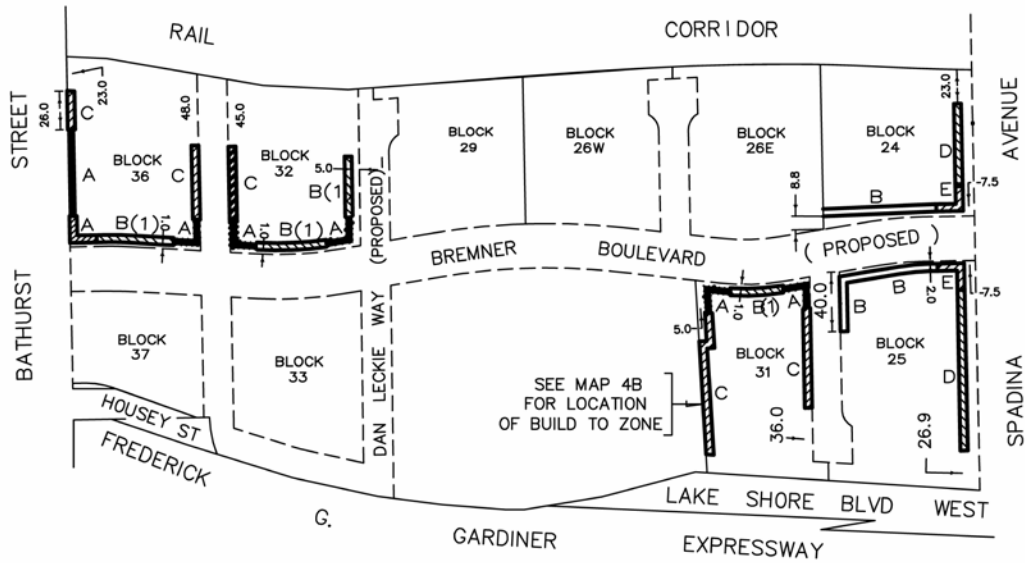 RAIL
CORRIDOR
STREET
BATHURST
26.0
23.0
48.0
45.0
C
A
BLOCK
36
C
A
B(1)
1.0
A
BLOCK
32
C
5.0
B(1
A
1.0
B(1)
A
(PROPOSED)
DAN LECKIE WAY
BLOCK
29
BLOCK
26W
BLOCK
26E
BLOCK
24
23.0
D
E
7.5
B
8.8
AVENUE
SPADINA
BREMNER
BOULEVARD
( PROPOSED )
BLOCK
37
BLOCK
33
HOUSEY ST
FREDERICK
G.
GARDINER
EXPRESSWAY
SEE MAP 4B
FOR LOCATION
OF BUILD TO ZONE
5.0
A
1.0
B(1)
A
C
BLOCK
31
C
36.0
40.0
B
B
2.0
E
7.5
BLOCK
25
D
26.9
LAKE SHORE BLVD WEST